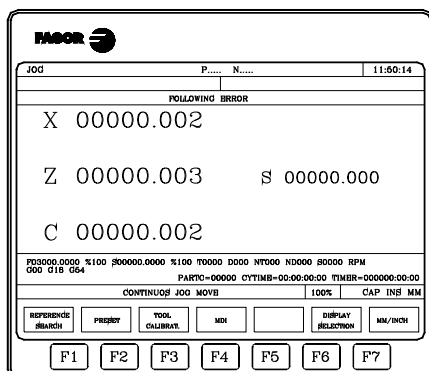 FAGOR
JOG P..... N..... 11:50:14
FOLLOWING ERROR
X 00000.002
Z 00000.003 S 00000.000
C 00000.002
F03000.0000 %100 S00000.0000 %100 T0000 D000 NT000 ND000 S0000 RPM
G00 G18 G54
PARTC=00000 CYTIME=00:00:00:00 TIMER=000000:00:00
CONTINUOS JOG MOVE 100% CAP INS MM
REFERENCE SEARCH PRESET TOOL CALIBRAT. MDI DISPLAY SELECTION MM/INCH
F1 F2 F3 F4 F5 F6 F7